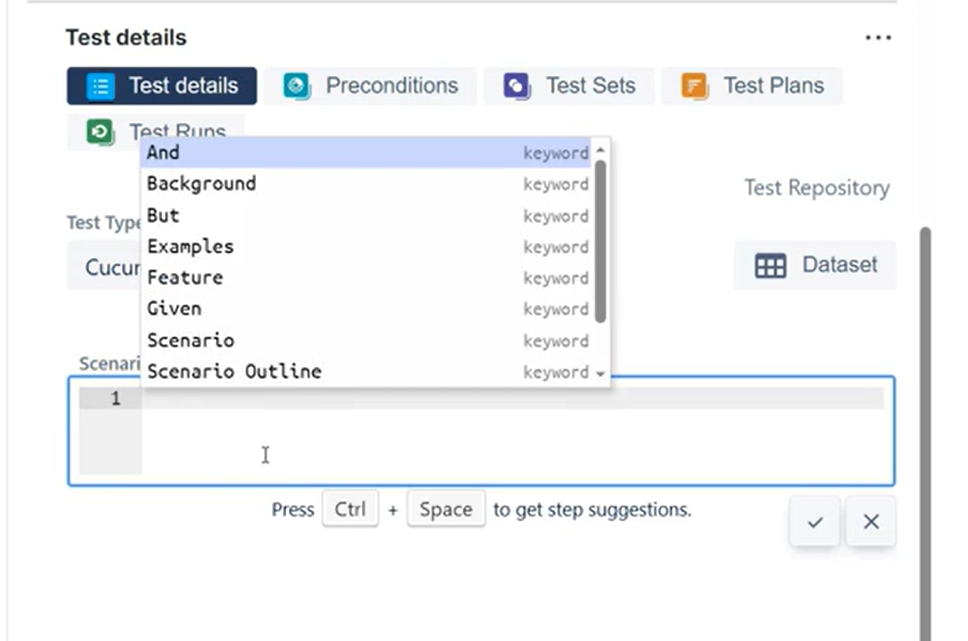 Test details
Test details Preconditions Test Sets Test Plans
Test Runs
Test Repository
Test Type
Cucum
Dataset
And keyword
Background keyword
But keyword
Examples keyword
Feature keyword
Given keyword
Scenario keyword
Scenario Outline keyword
Scenari
1
Press Ctrl + Space to get step suggestions.